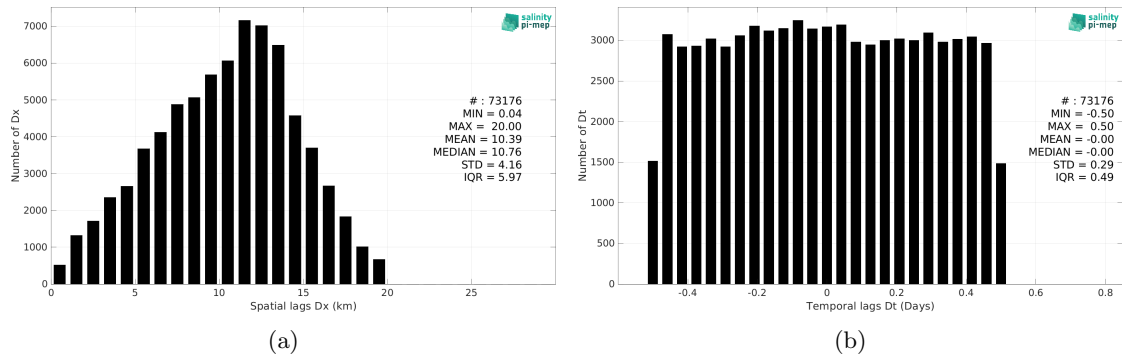 7000
6000
5000
4000
3000
2000
1000
0
Number of Dx
salinity
pi-mep
# : 73176
MIN = 0.04
MAX = 20.00
MEAN = 10.39
MEDIAN = 10.76
STD = 4.16
IQR = 5.97
0 5 10 15 20 25
Spatial lags Dx (km)
(a)
3000
2500
2000
1500
1000
500
0
Number of Dt
salinity
pi-mep
# : 73176
MIN = -0.50
MAX = 0.50
MEAN = -0.00
MEDIAN = -0.00
STD = 0.29
IQR = 0.49
-0.4 -0.2 0 0.2 0.4 0.6 0.8
Temporal lags Dt (Days)
(b)